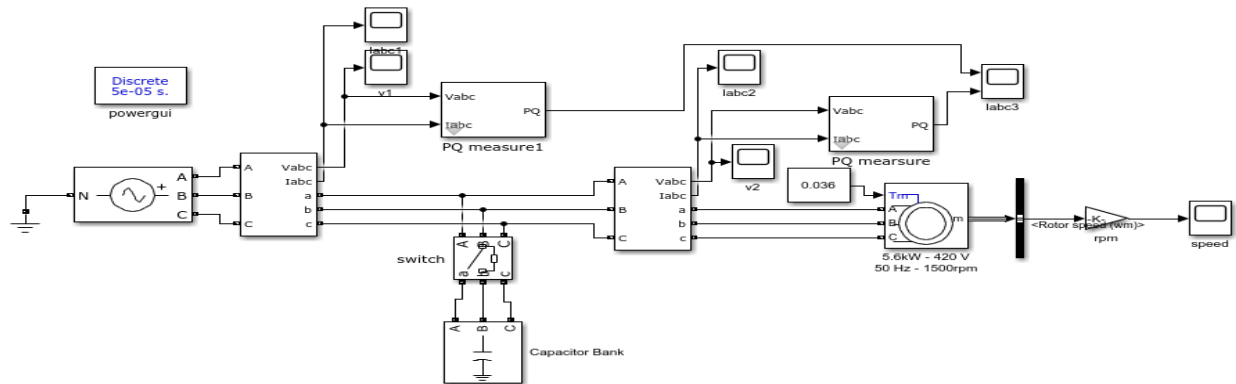 Iabc1
v1
Discrete
5e-05 s.
powergui
Vabc
Iabc
PQ
PQ measure1
Iabc2
Vabc
Iabc
PQ
PQ mearsure
Iabc3
v2
0.036
N
A
B
C
A
B
C
Vabc
Iabc
a
b
c
A
B
C
Vabc
Iabc
a
b
c
Tm
A
B
C
m
5.6kW - 420 V
50 Hz - 1500rpm
<Rotor speed (wm)>
-K-
rpm
speed
switch
A
B
C
a
b
c
A
B
C
Capacitor Bank